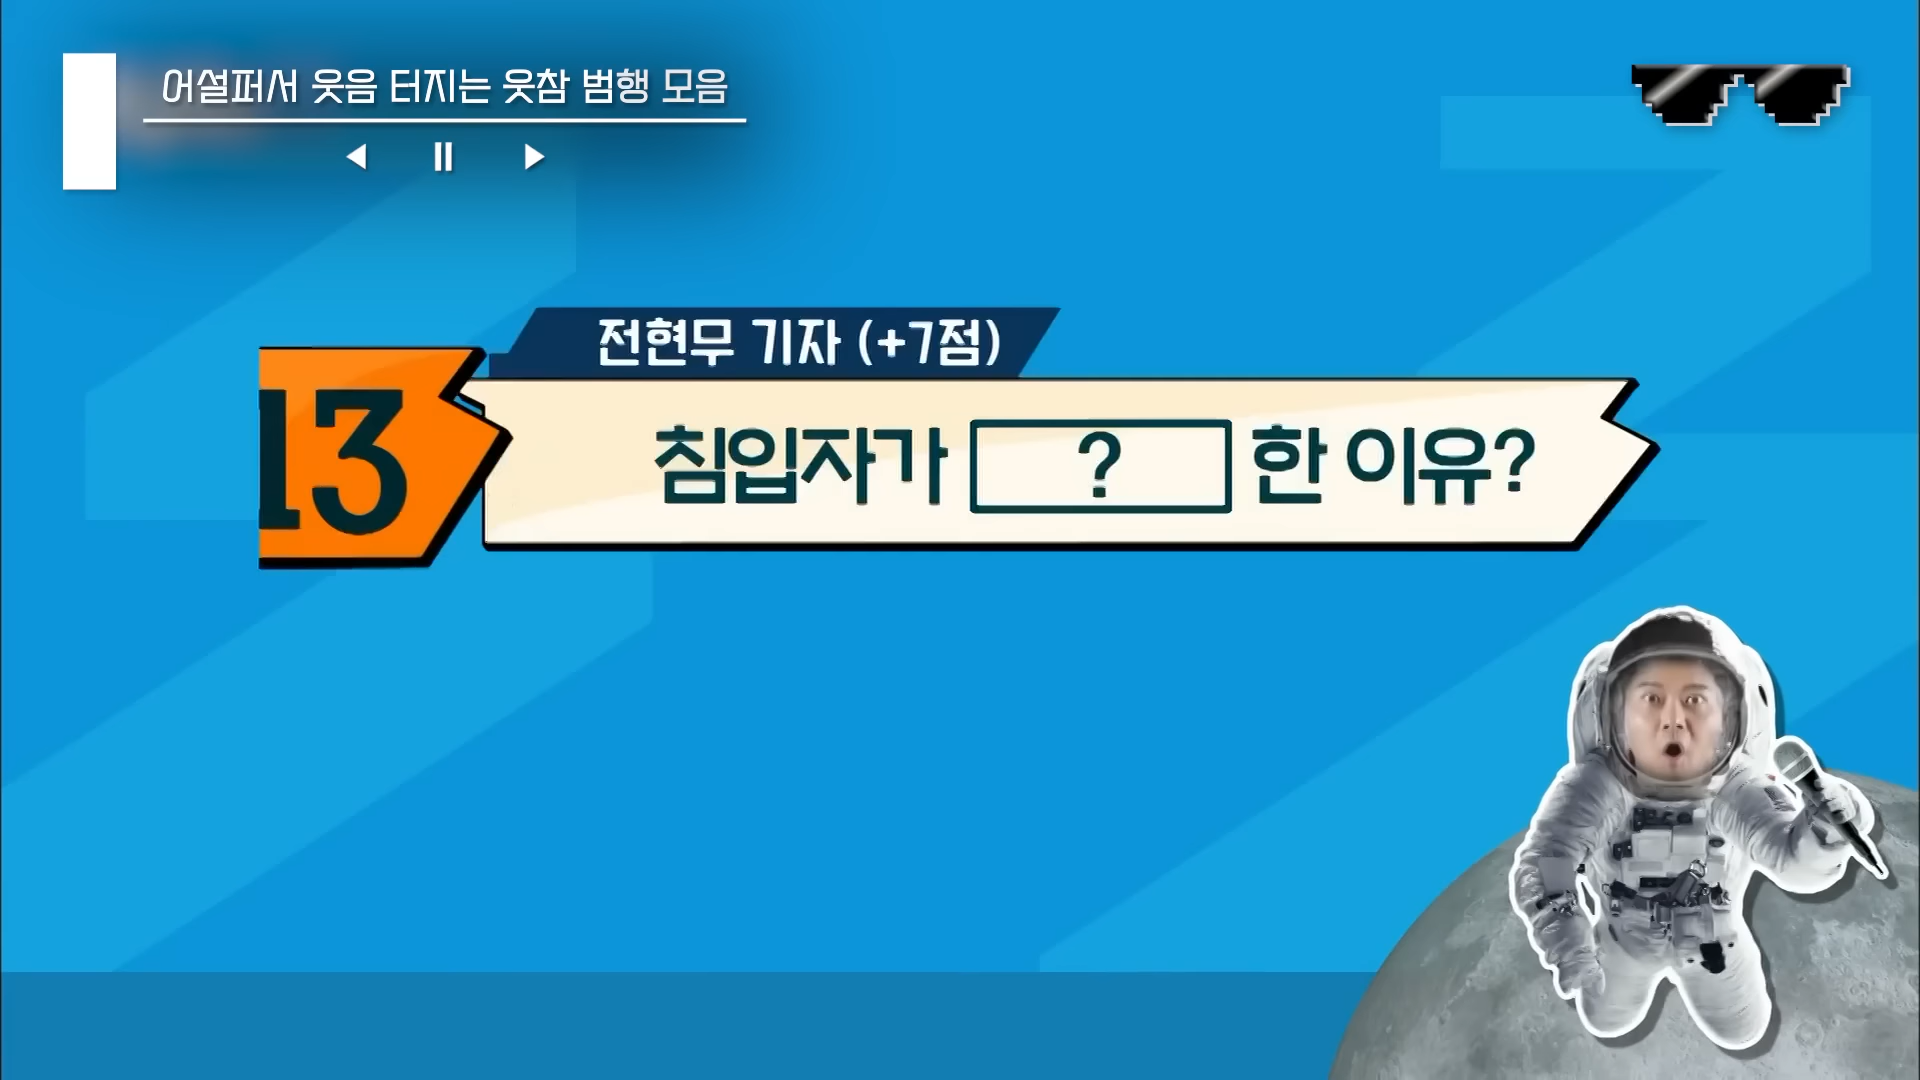 어설퍼서 웃음 터지는 웃참 범행 모음
전현무 기자 (+7점)
13
침입자가 ? 한 이유?